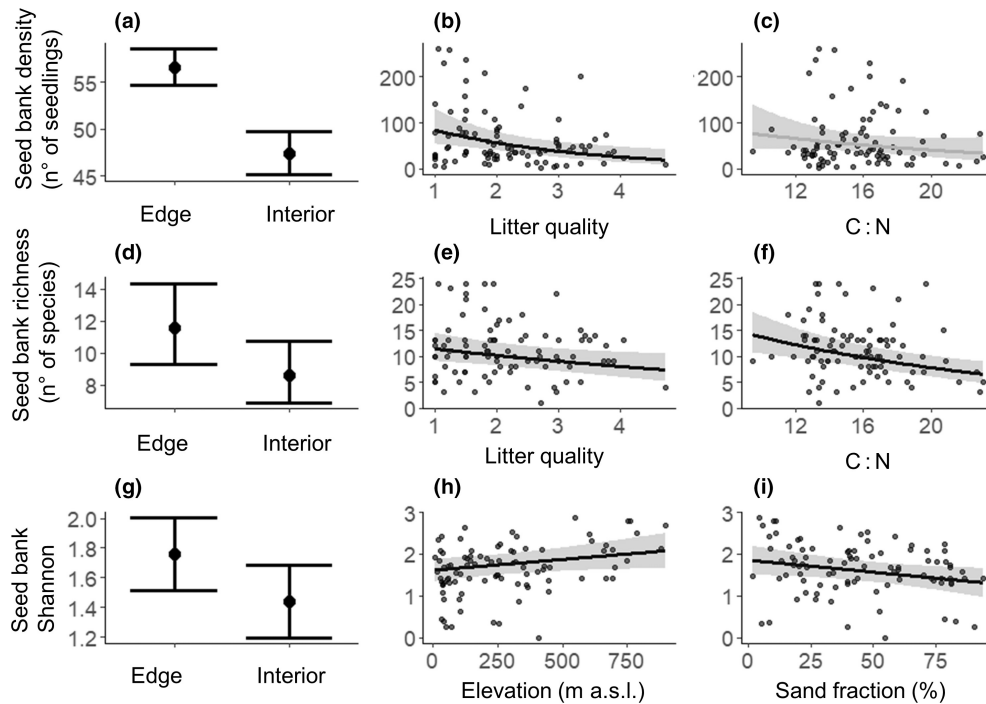 (a)
(b)
(c)
Seed bank density
(n° of seedlings)
55
50
45
Edge
Interior
200
100
0
1
2
3
4
Litter quality
200
100
0
12
16
20
C : N
(d)
(e)
(f)
Seed bank richness
(n° of species)
14
12
10
8
Edge
Interior
25
20
15
10
5
0
1
2
3
4
Litter quality
25
20
15
10
5
0
12
16
20
C : N
(g)
(h)
(i)
Seed bank
Shannon
2.0
1.8
1.6
1.4
1.2
Edge
Interior
3
2
1
0
0
250
500
750
Elevation (m a.s.l.)
3
2
1
0
0
25
50
75
Sand fraction (%)